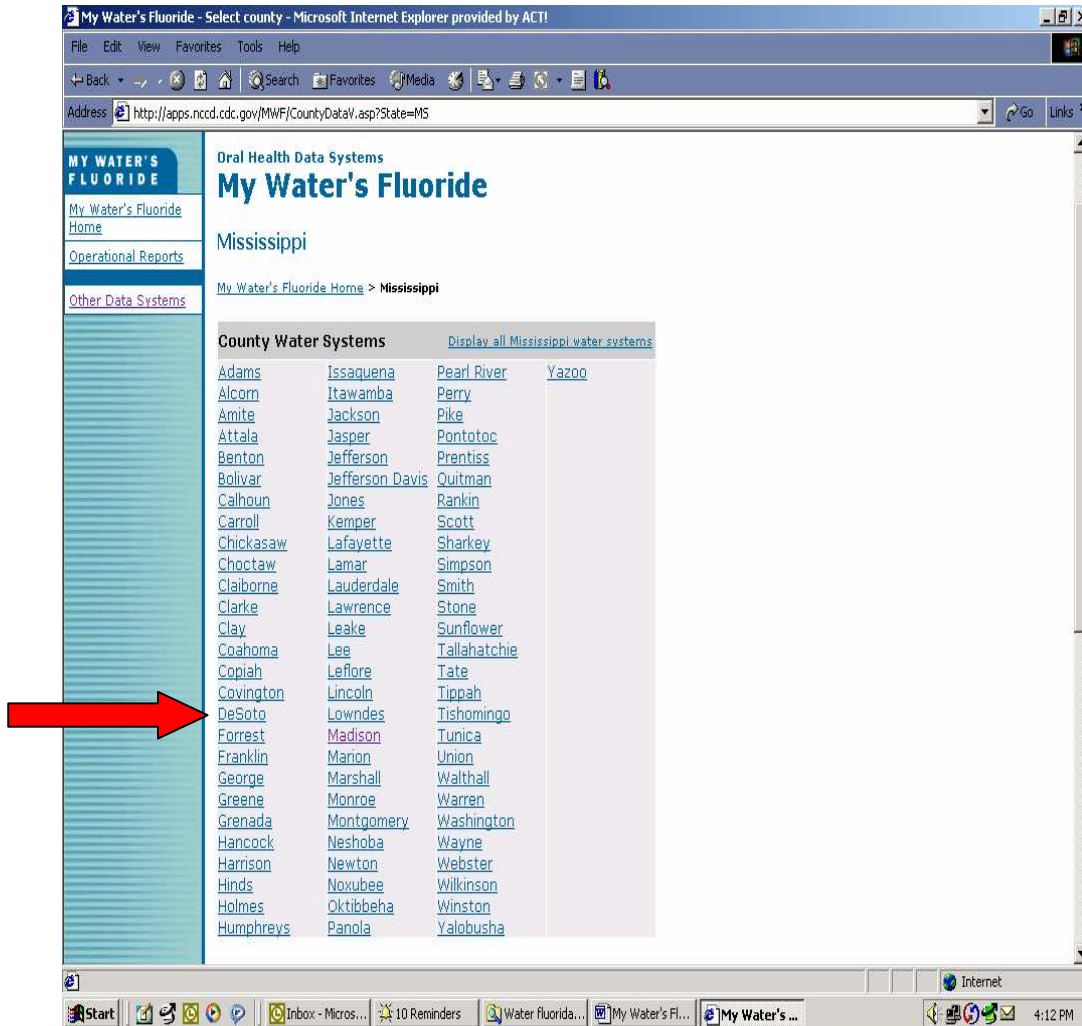 My Water's Fluoride - Select county - Microsoft Internet Explorer provided by ACT!
File Edit View Favorites Tools Help
Back Search Favorites Media
Address http://apps.nccd.cdc.gov/MWF/CountyDataV.asp?State=MS Go Links
MY WATER'S
FLUORIDE
My Water's Fluoride
Home
Operational Reports
Other Data Systems
Oral Health Data Systems
My Water's Fluoride
Mississippi
My Water's Fluoride Home > Mississippi
County Water Systems Display all Mississippi water systems
Adams Issaquena Pearl River Yazoo
Alcorn Itawamba Perry
Amite Jackson Pike
Attala Jasper Pontotoc
Benton Jefferson Prentiss
Bolivar Jefferson Davis Quitman
Calhoun Jones Rankin
Carroll Kemper Scott
Chickasaw Lafayette Sharkey
Choctaw Lamar Simpson
Claiborne Lauderdale Smith
Clarke Lawrence Stone
Clay Leake Sunflower
Coahoma Lee Tallahatchie
Copiah Leflore Tate
Covington Lincoln Tippah
DeSoto Lowndes Tishomingo
Forrest Madison Tunica
Franklin Marion Union
George Marshall Walthall
Greene Monroe Warren
Grenada Montgomery Washington
Hancock Neshoba Wayne
Harrison Newton Webster
Hinds Noxubee Wilkinson
Holmes Oktibbeha Winston
Humphreys Panola Yalobusha
Internet
Start Inbox - Micros... 10 Reminders Water fluorida... My Water's Fl... My Water's ... 4:12 PM